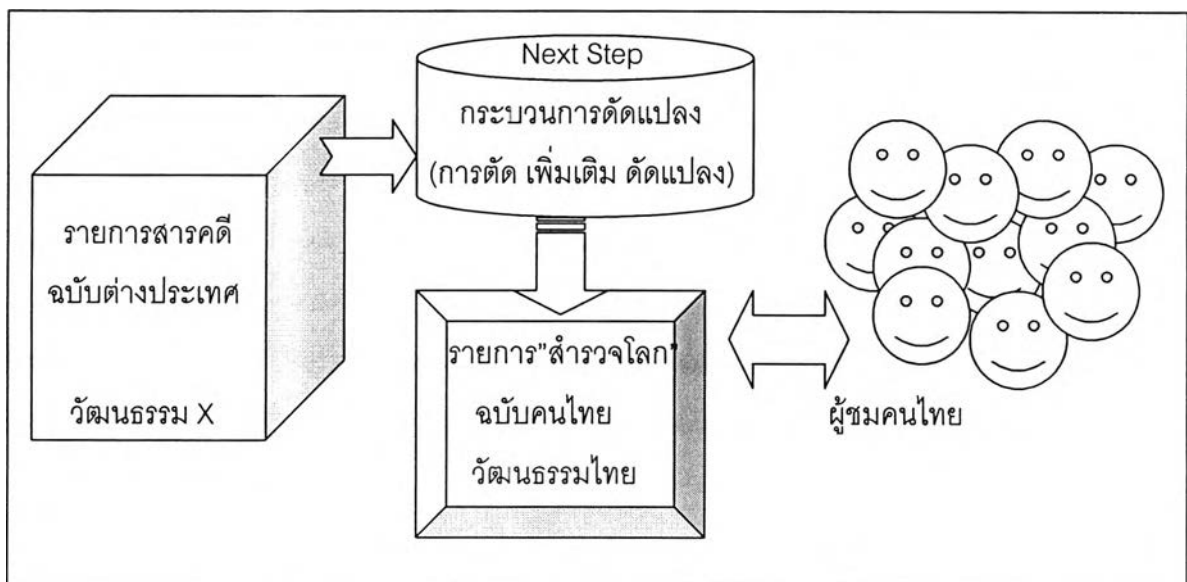 Next Step
กระบวนการดัดแปลง
(การตัด เพิ่มเติม ดัดแปลง)
รายการสารคดี
ฉบับต่างประเทศ
วัฒนธรรม X
รายการ"สำรวจโลก"
ฉบับคนไทย
วัฒนธรรมไทย
ผู้ชมคนไทย